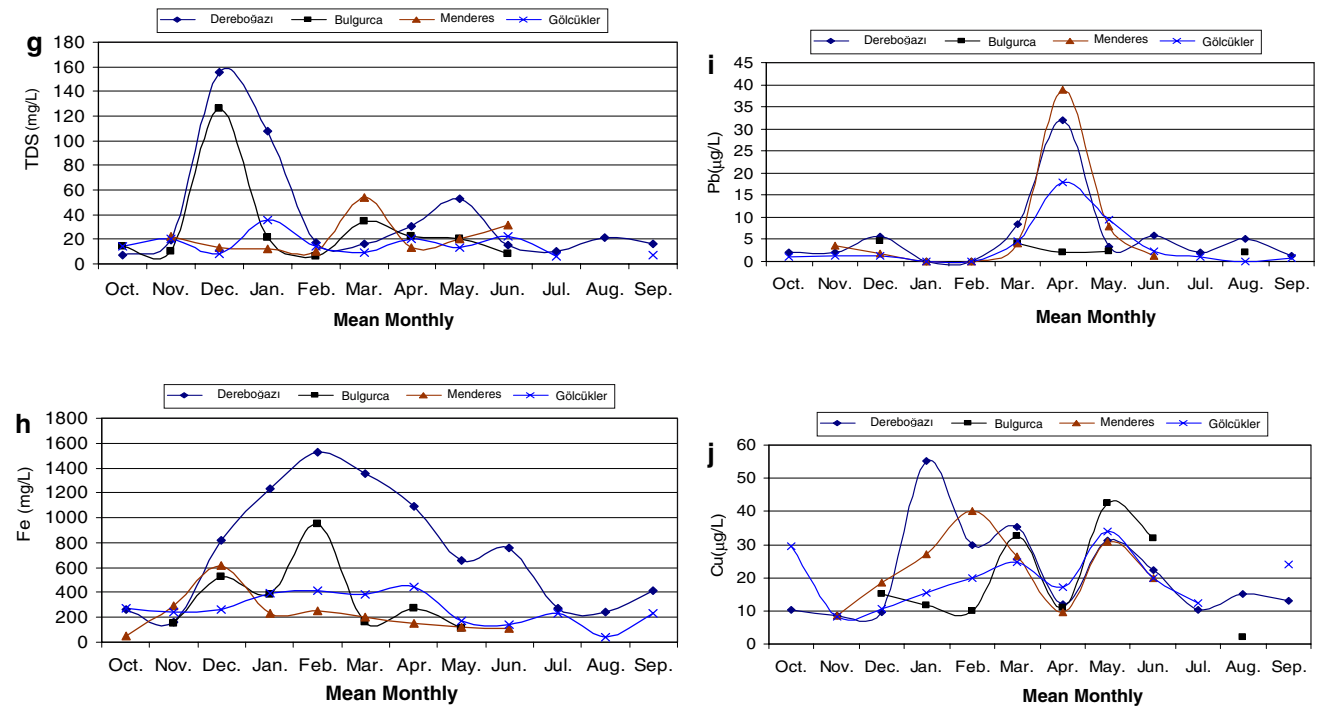 g
Dereboğazı Bulgurca Menderes Gölcükler
TDS (mg/L)
180
160
140
120
100
80
60
40
20
0
Oct. Nov. Dec. Jan. Feb. Mar. Apr. May. Jun. Jul. Aug. Sep.
Mean Monthly
i
Dereboğazı Bulgurca Menderes Gölcükler
Pb(µg/L)
45
40
35
30
25
20
15
10
5
0
Oct. Nov. Dec. Jan. Feb. Mar. Apr. May. Jun. Jul. Aug. Sep.
Mean Monthly
h
Dereboğazı Bulgurca Menderes Gölcükler
Fe (mg/L)
1800
1600
1400
1200
1000
800
600
400
200
0
Oct. Nov. Dec. Jan. Feb. Mar. Apr. May. Jun. Jul. Aug. Sep.
Mean Monthly
j
Dereboğazı Bulgurca Menderes Gölcükler
Cu(µg/L)
60
50
40
30
20
10
0
Oct. Nov. Dec. Jan. Feb. Mar. Apr. May. Jun. Jul. Aug. Sep.
Mean Monthly